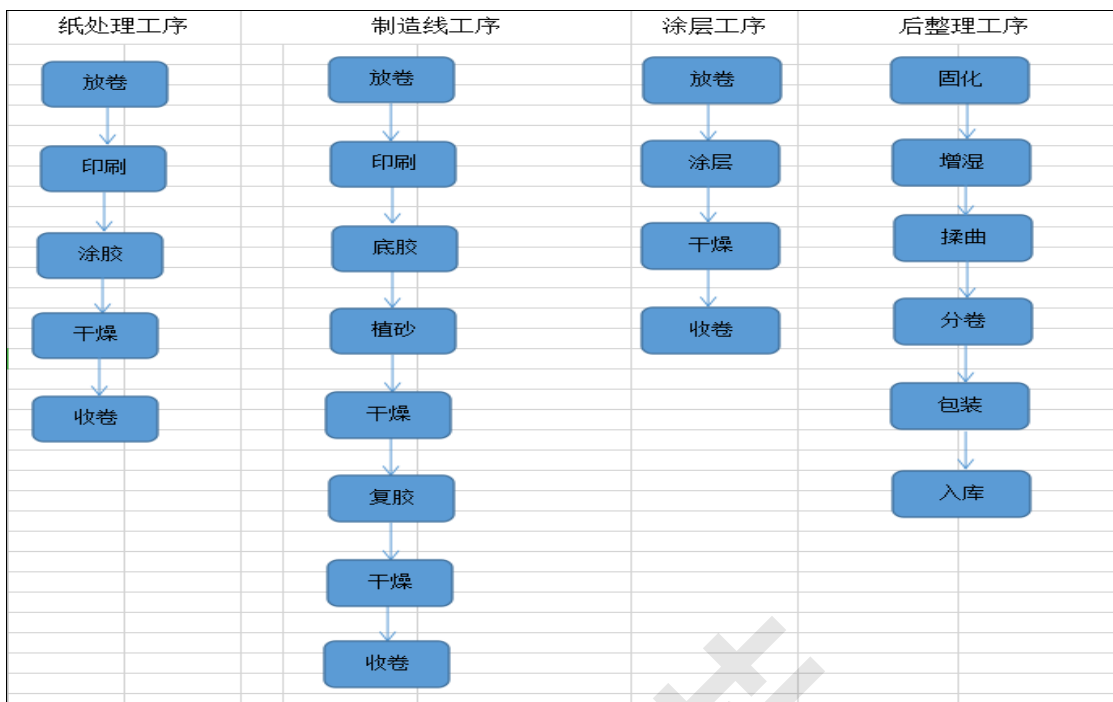 纸处理工序
放卷
印刷
涂胶
干燥
收卷
制造线工序
放卷
印刷
底胶
植砂
干燥
复胶
干燥
收卷
涂层工序
放卷
涂层
干燥
收卷
后整理工序
固化
增湿
揉曲
分卷
包装
入库